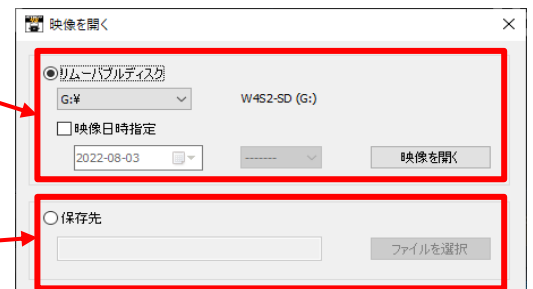 映像を開く
リムーバブルディスク
G:¥
W4S2-SD (G:)
映像日時指定
2022-08-03
-------
映像を開く
保存先
ファイルを選択